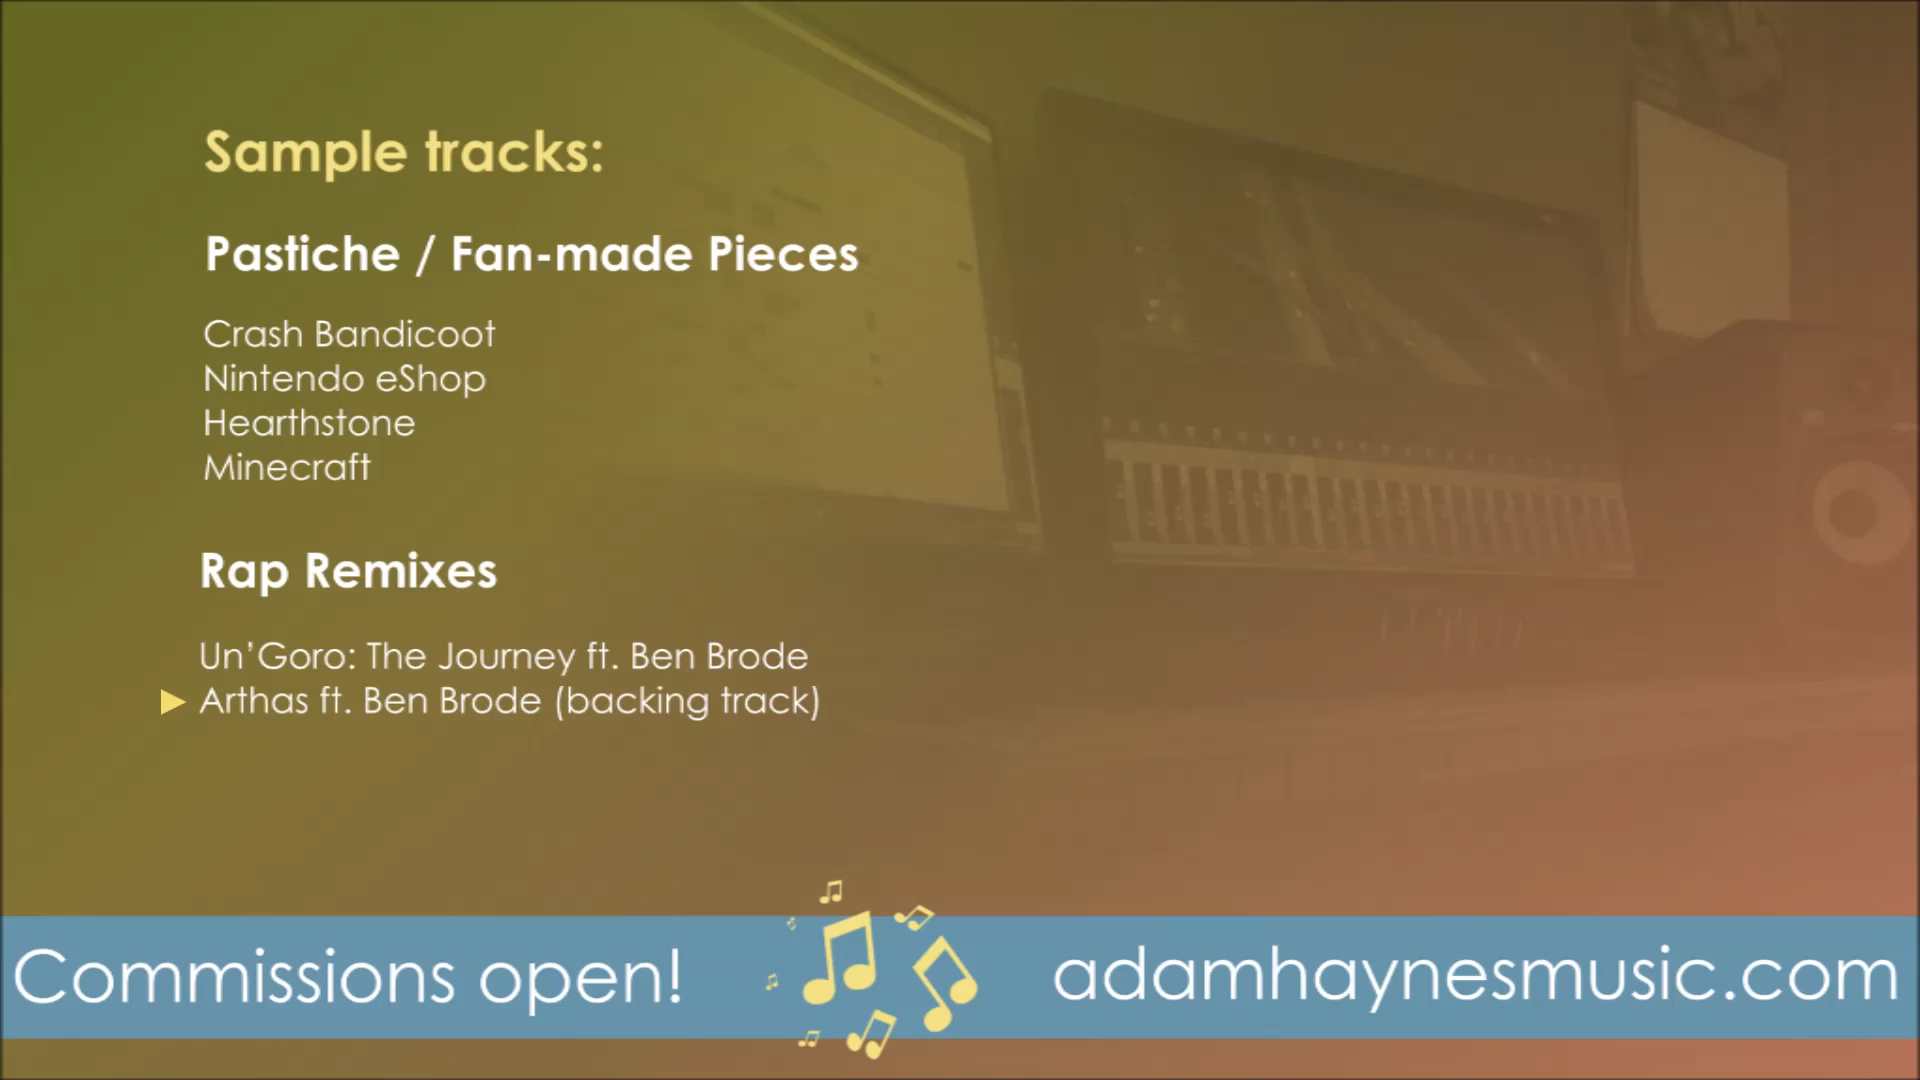 Sample tracks:
Pastiche / Fan-made Pieces
Crash Bandicoot
Nintendo eShop
Hearthstone
Minecraft
Rap Remixes
Un’Goro: The Journey ft. Ben Brode
Arthas ft. Ben Brode (backing track)
Commissions open!
adamhaynesmusic.com